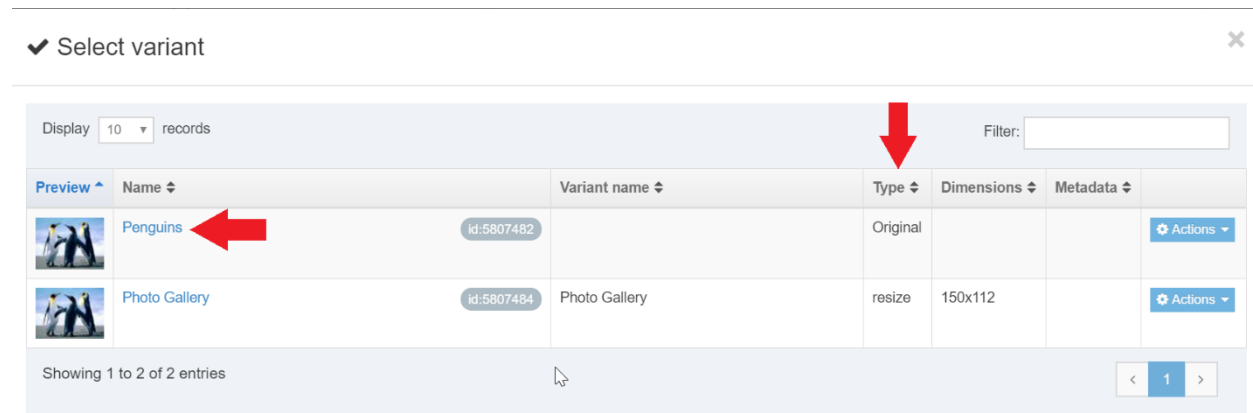 Select variant
Display 10 records Filter:
Preview Name Variant name Type Dimensions Metadata
Penguins id:5807482 Original Actions
Photo Gallery id:5807484 Photo Gallery resize 150x112 Actions
Showing 1 to 2 of 2 entries < 1 >